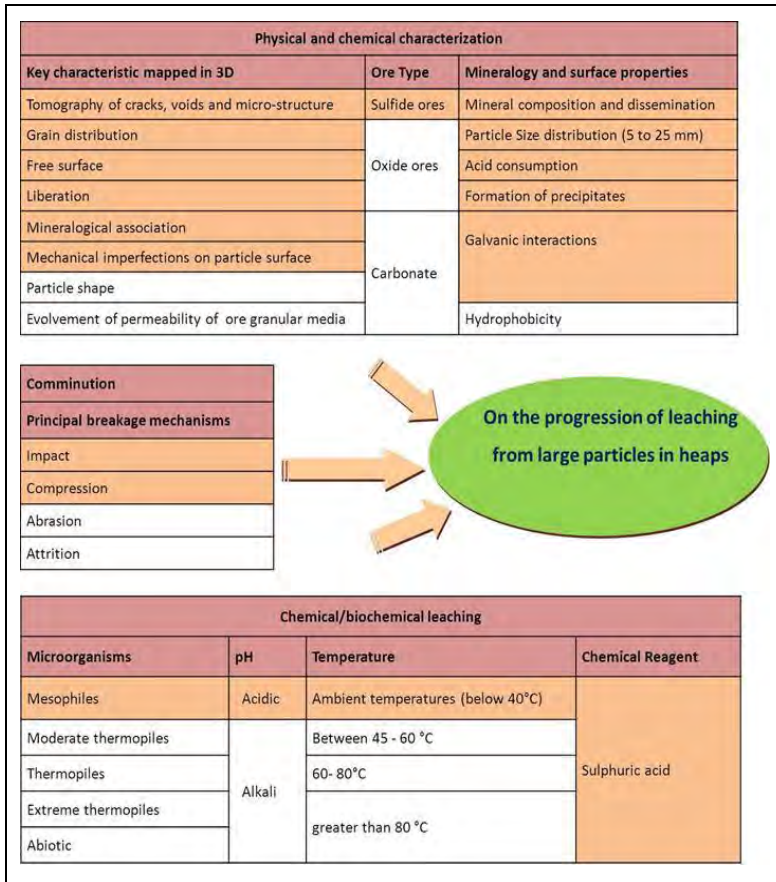 Physical and chemical characterization
Key characteristic mapped in 3D Ore Type Mineralogy and surface properties
Tomography of cracks, voids and micro-structure Sulfide ores Mineral composition and dissemination
Grain distribution Particle Size distribution (5 to 25 mm)
Free surface Oxide ores Acid consumption
Liberation Formation of precipitates
Mineralogical association
Galvanic interactions
Mechanical imperfections on particle surface
Carbonate
Particle shape
Evolvement of permeability of ore granular media Hydrophobicity
Comminution
Principal breakage mechanisms
Impact
Compression
Abrasion
Attrition
On the progression of leaching
from large particles in heaps
Chemical/biochemical leaching
Microorganisms pH Temperature Chemical Reagent
Mesophiles Acidic Ambient temperatures (below 40°C)
Moderate thermopiles Between 45 - 60 °C
Thermopiles 60- 80°C Sulphuric acid
Alkali
Extreme thermopiles
greater than 80 °C
Abiotic